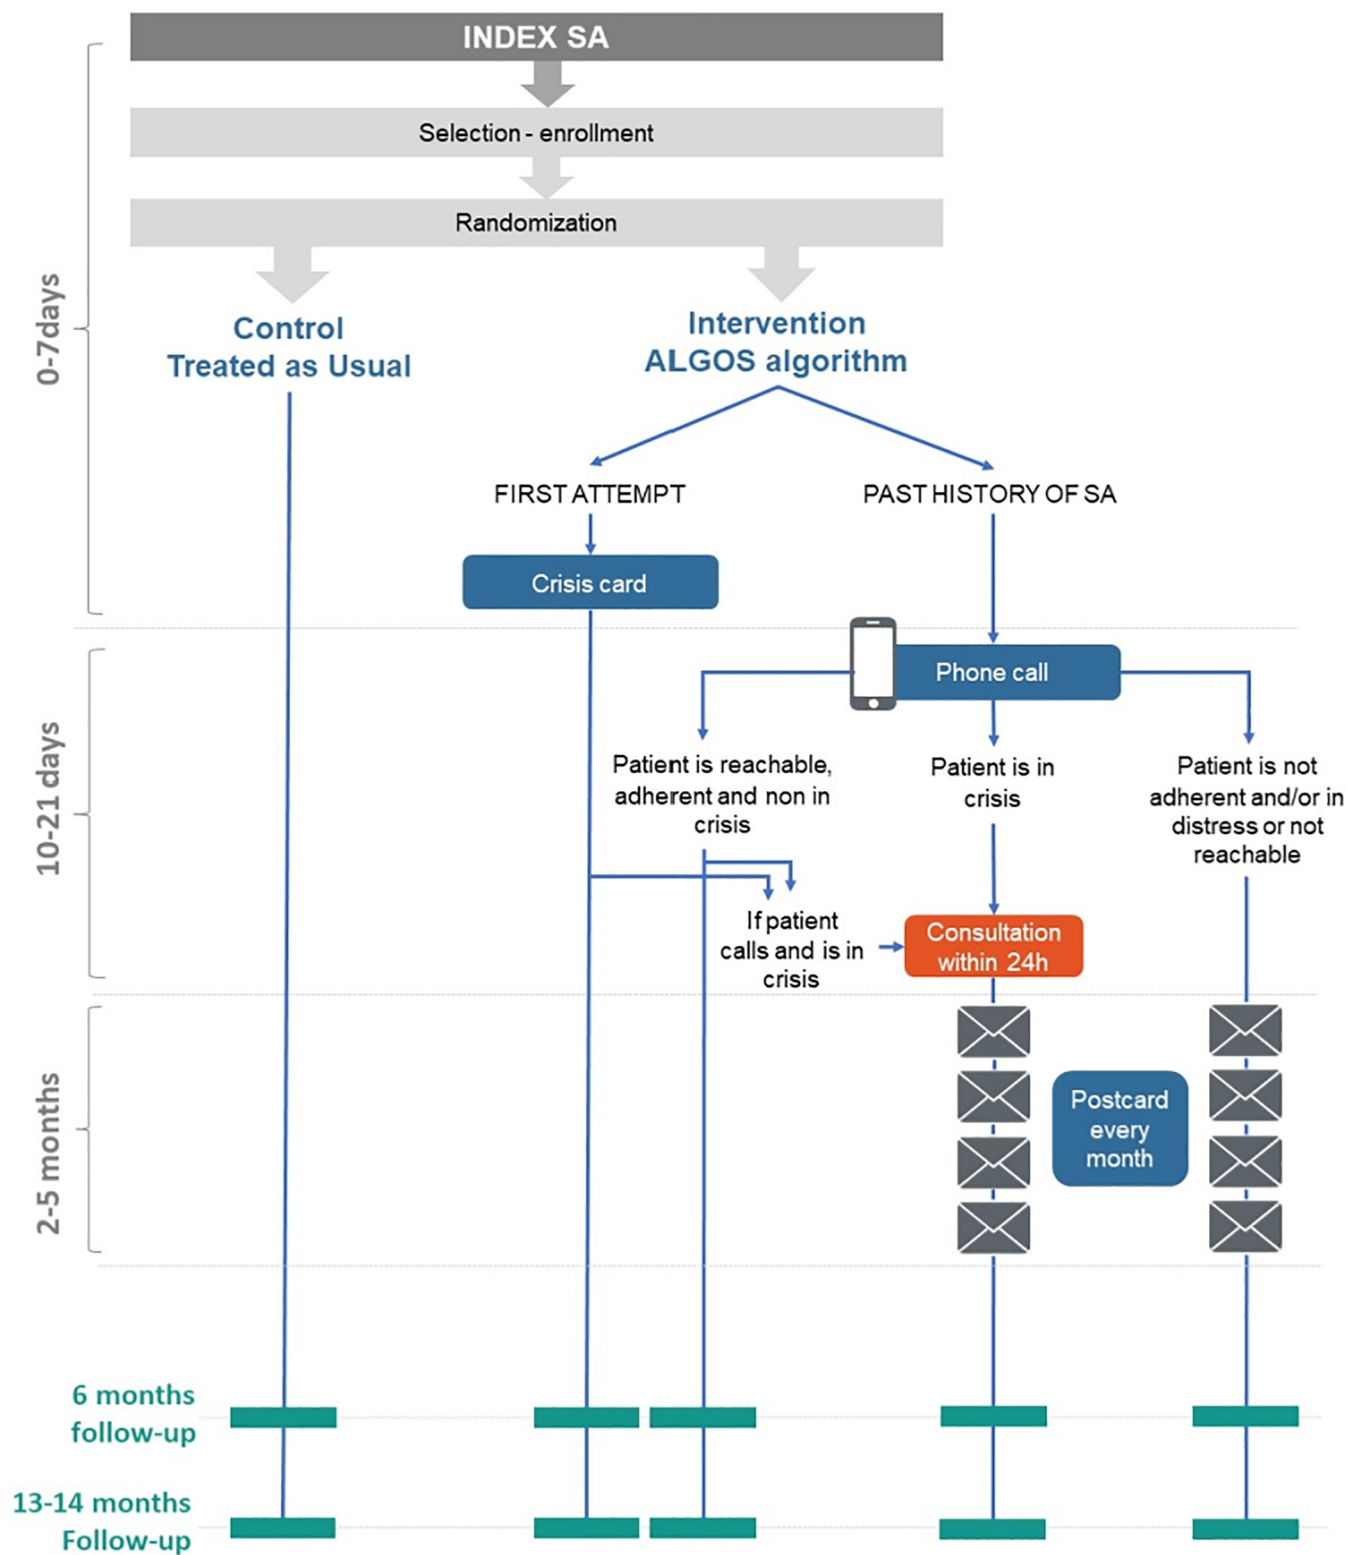 INDEX SA
Selection - enrollment
Randomization
0-7days
Control
Treated as Usual
Intervention
ALGOS algorithm
FIRST ATTEMPT
PAST HISTORY OF SA
Crisis card
10-21 days
Phone call
Patient is reachable,
adherent and non in
crisis
Patient is in
crisis
Patient is not
adherent and/or in
distress or not
reachable
If patient
calls and is in
crisis
Consultation
within 24h
2-5 months
Postcard
every
month
6 months
follow-up
13-14 months
Follow-up